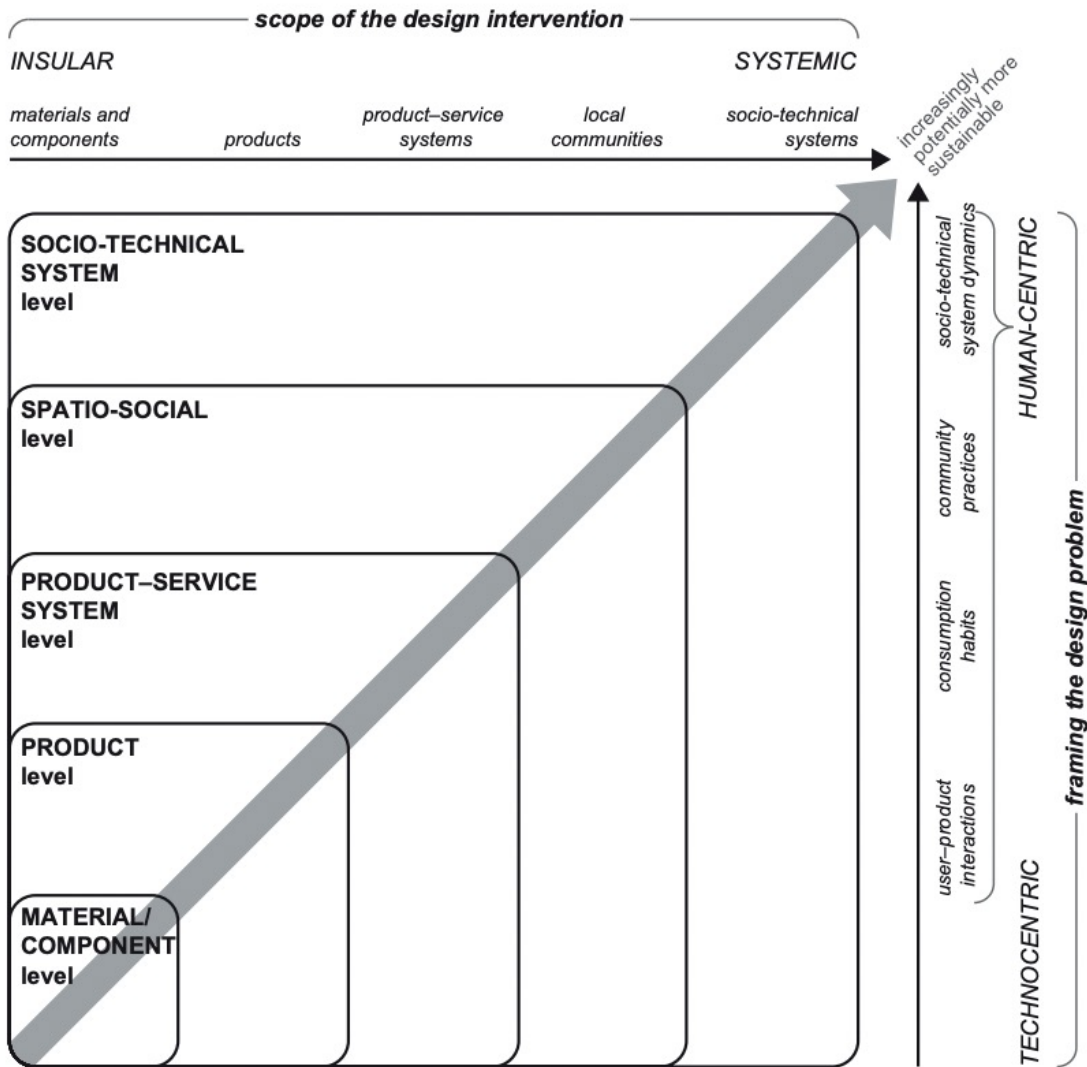 scope of the design intervention
INSULAR
SYSTEMIC
materials and
components
products
product–service
systems
local
communities
socio-technical
systems
increasingly
potentially more
sustainable
SOCIO-TECHNICAL
SYSTEM
level
SPATIO-SOCIAL
level
PRODUCT–SERVICE
SYSTEM
level
PRODUCT
level
MATERIAL/
COMPONENT
level
socio-technical
system dynamics
community
practices
consumption
habits
user–product
interactions
HUMAN-CENTRIC
TECHNOCENTRIC
framing the design problem